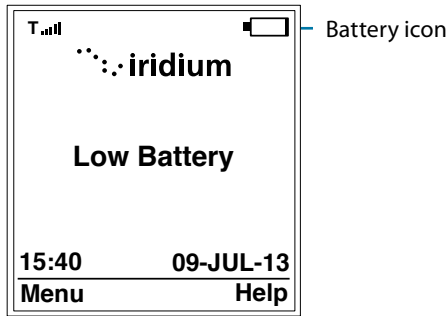 T
Battery icon
iridium
Low Battery
15:40 09-JUL-13
Menu Help